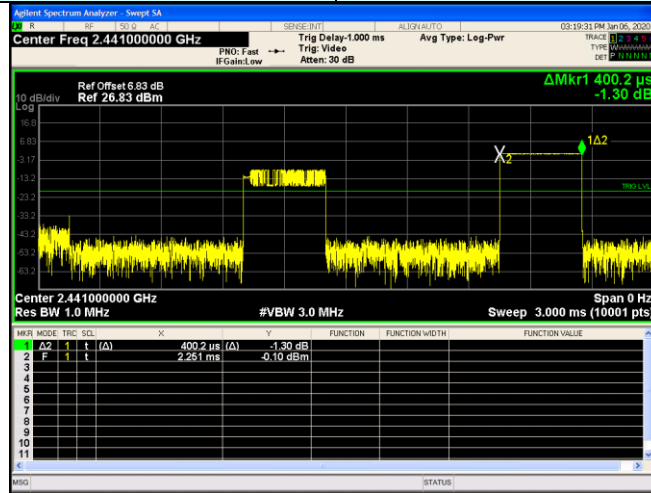 Agilent Spectrum Analyzer - Swept SA
R RF 50 Ω AC SENSE:INT ALIGN AUTO 03:19:31 PM Jan 06, 2020
Center Freq 2.441000000 GHz
PNO: Fast
IFGain:Low
Trig Delay-1.000 ms
Trig: Video
Atten: 30 dB
Avg Type: Log-Pwr
TRACE 1 2 3 4 5
TYPE
DET P N N N N
ΔMkr1 400.2 µs
-1.30 dB
Ref Offset 6.83 dB
10 dB/div Ref 26.83 dBm
Log
16.8
6.83
-3.17
-13.2
-23.2
-33.2
-43.2
-53.2
-63.2
1Δ2
2
TRIG LVL
Center 2.441000000 GHz Span 0 Hz
Res BW 1.0 MHz #VBW 3.0 MHz Sweep 3.000 ms (10001 pts)
MKR MODE TRC SCL X Y FUNCTION FUNCTION WIDTH FUNCTION VALUE
1 Δ2 1 t (Δ) 400.2 µs (Δ) -1.30 dB
2 F 1 t 2.251 ms -0.10 dBm
3
4
5
6
7
8
9
10
11
MSG STATUS